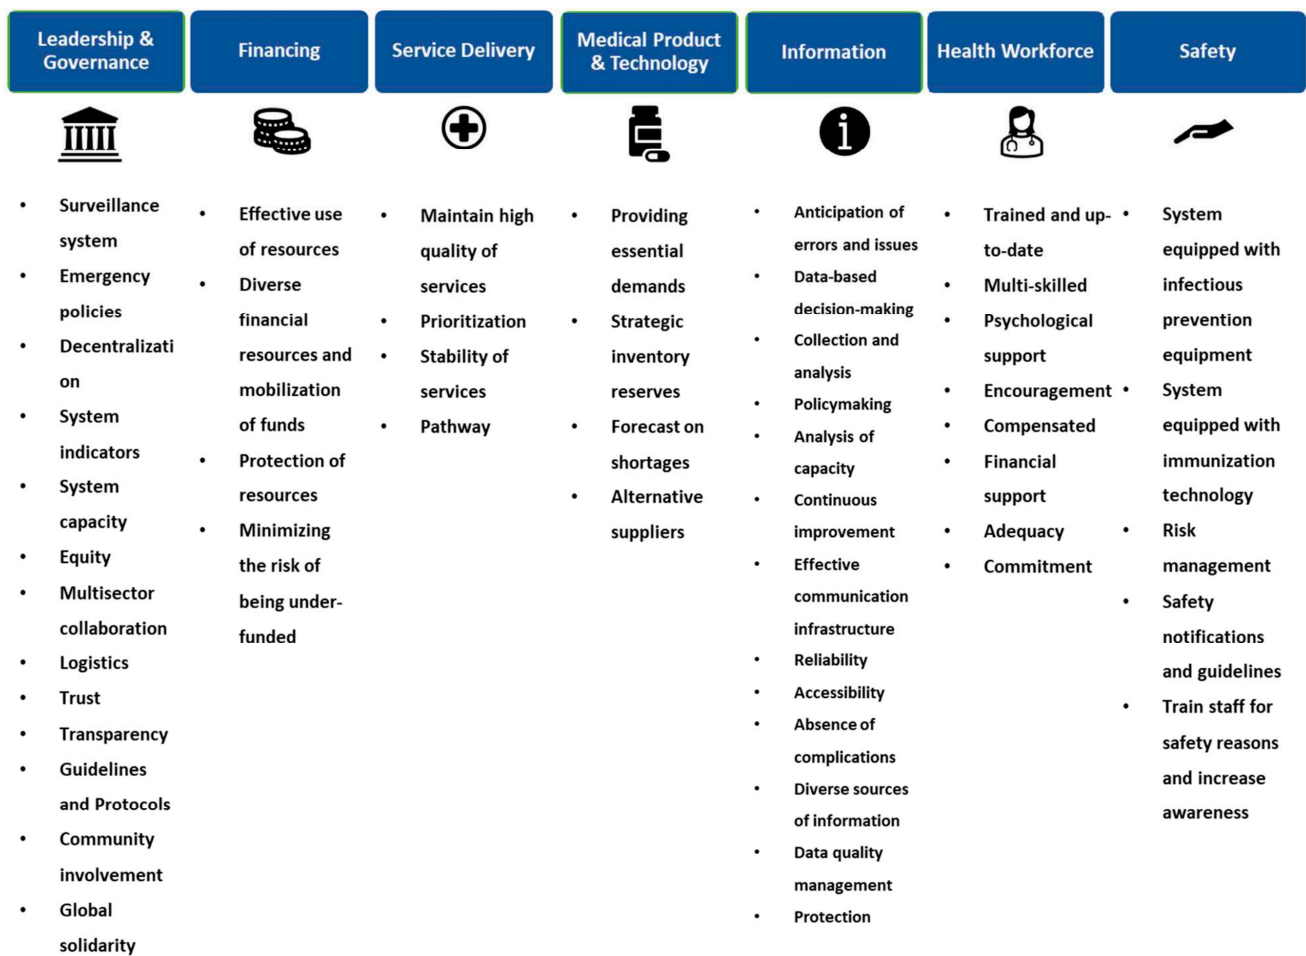 Leadership &
Governance
Financing
Service Delivery
Medical Product
& Technology
Information
Health Workforce
Safety
• Surveillance
system
• Emergency
policies
• Decentralizati
on
• System
indicators
• System
capacity
• Equity
• Multisector
collaboration
• Logistics
• Trust
• Transparency
• Guidelines
and Protocols
• Community
involvement
• Global
solidarity
• Effective use
of resources
• Diverse
financial
resources and
mobilization
of funds
• Protection of
resources
• Minimizing
the risk of
being under-
funded
• Maintain high
quality of
services
• Prioritization
• Stability of
services
• Pathway
• Providing
essential
demands
• Strategic
inventory
reserves
• Forecast on
shortages
• Alternative
suppliers
• Anticipation of
errors and issues
• Data-based
decision-making
• Collection and
analysis
• Policymaking
• Analysis of
capacity
• Continuous
improvement
• Effective
communication
infrastructure
• Reliability
• Accessibility
• Absence of
complications
• Diverse sources
of information
• Data quality
management
• Protection
• Trained and up-
to-date
• Multi-skilled
• Psychological
support
• Encouragement
• Compensated
• Financial
support
• Adequacy
• Commitment
• System
equipped with
infectious
prevention
equipment
• System
equipped with
immunization
technology
• Risk
management
• Safety
notifications
and guidelines
• Train staff for
safety reasons
and increase
awareness